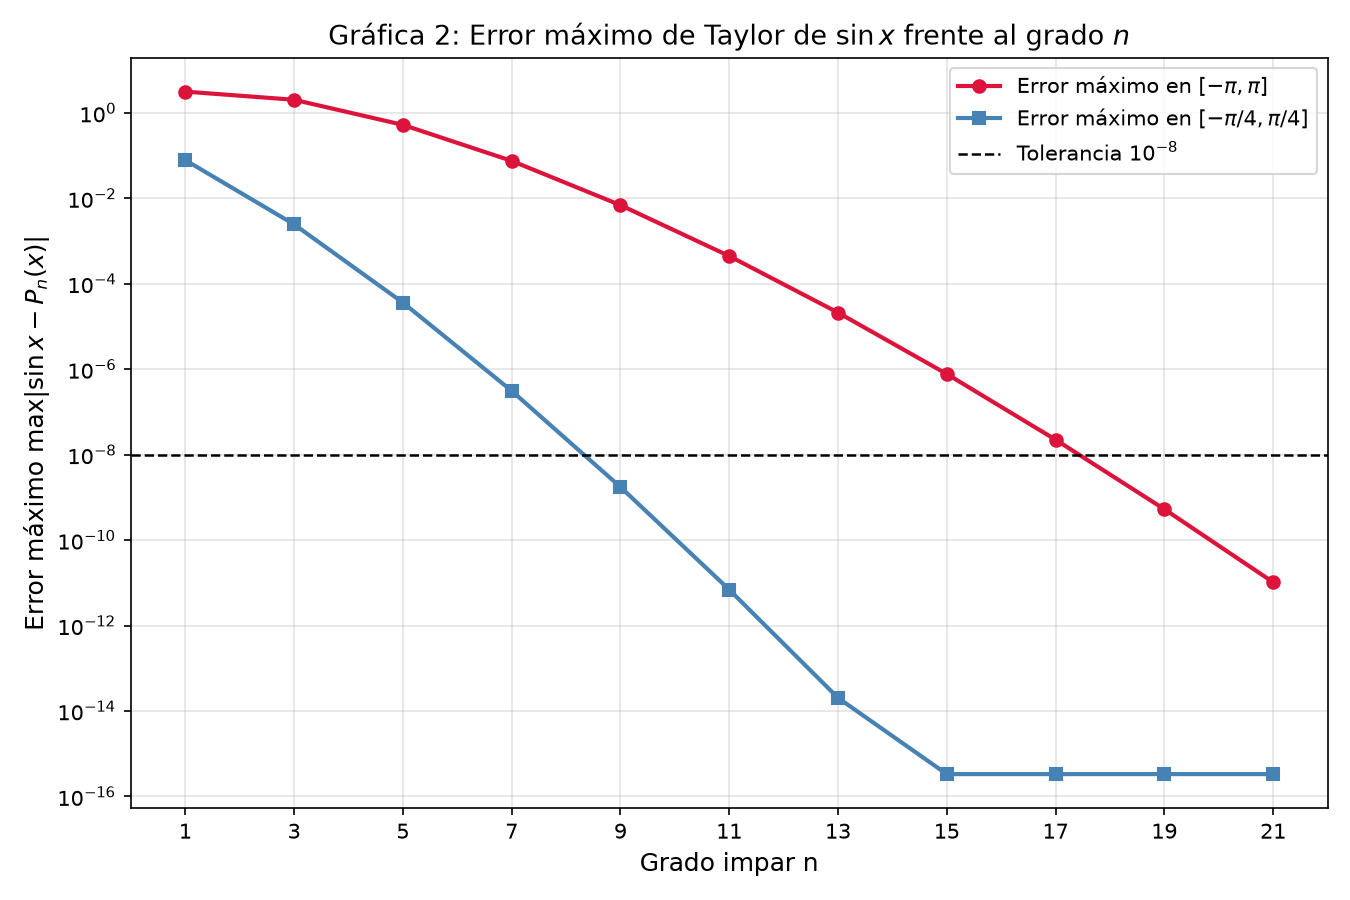 Gráfica 2: Error máximo de Taylor de sin x frente al grado n
Error máximo en [−π, π]
Error máximo en [−π/4, π/4]
Tolerancia 10⁻⁸
Error máximo max|sin x − Pₙ(x)|
10⁰
10⁻²
10⁻⁴
10⁻⁶
10⁻⁸
10⁻¹⁰
10⁻¹²
10⁻¹⁴
10⁻¹⁶
1 3 5 7 9 11 13 15 17 19 21
Grado impar n